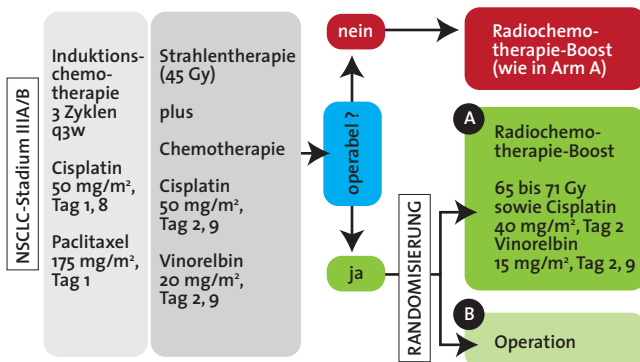 NSCLC-Stadium IIIA/B
Induktions-
chemo-
therapie
3 Zyklen
q3w
Cisplatin
50 mg/m²,
Tag 1, 8
Paclitaxel
175 mg/m²,
Tag 1
Strahlentherapie
(45 Gy)
plus
Chemotherapie
Cisplatin
50 mg/m²,
Tag 2, 9
Vinorelbin
20 mg/m²,
Tag 2, 9
operabel ?
nein
Radiochemo-
therapie-Boost
(wie in Arm A)
ja
RANDOMISIERUNG
A
Radiochemo-
therapie-Boost
65 bis 71 Gy
sowie Cisplatin
40 mg/m², Tag 2
Vinorelbin
15 mg/m², Tag 2, 9
B
Operation